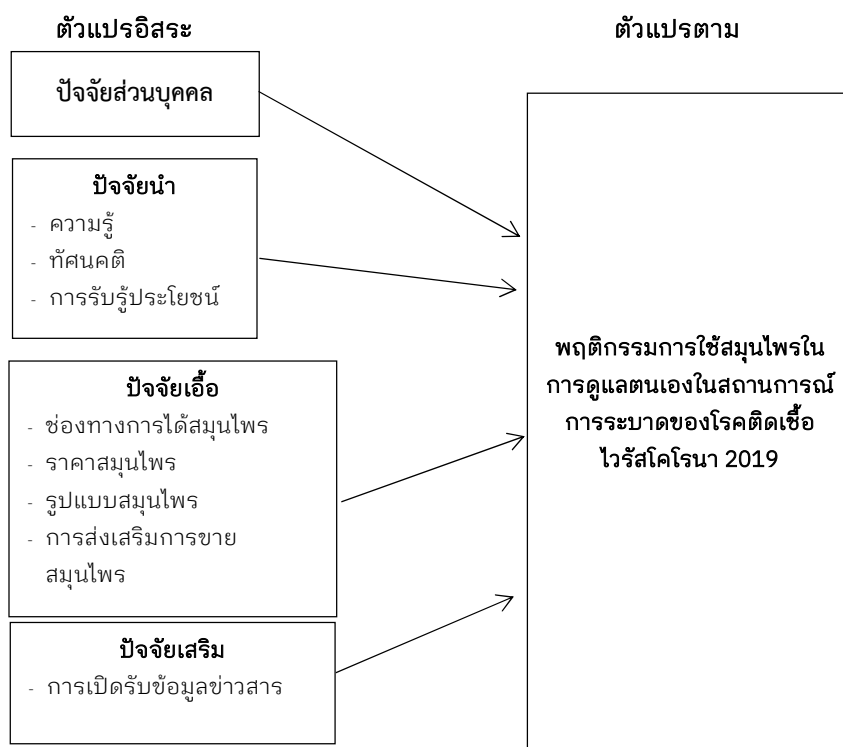 ตัวแปรอิสระ
ตัวแปรตาม
ปัจจัยส่วนบุคคล
ปัจจัยนำ
- ความรู้
- ทัศนคติ
- การรับรู้ประโยชน์
ปัจจัยเอื้อ
- ช่องทางการได้สมุนไพร
- ราคาสมุนไพร
- รูปแบบสมุนไพร
- การส่งเสริมการขาย
สมุนไพร
ปัจจัยเสริม
- การเปิดรับข้อมูลข่าวสาร
พฤติกรรมการใช้สมุนไพรใน
การดูแลตนเองในสถานการณ์
การระบาดของโรคติดเชื้อ
ไวรัสโคโรนา 2019